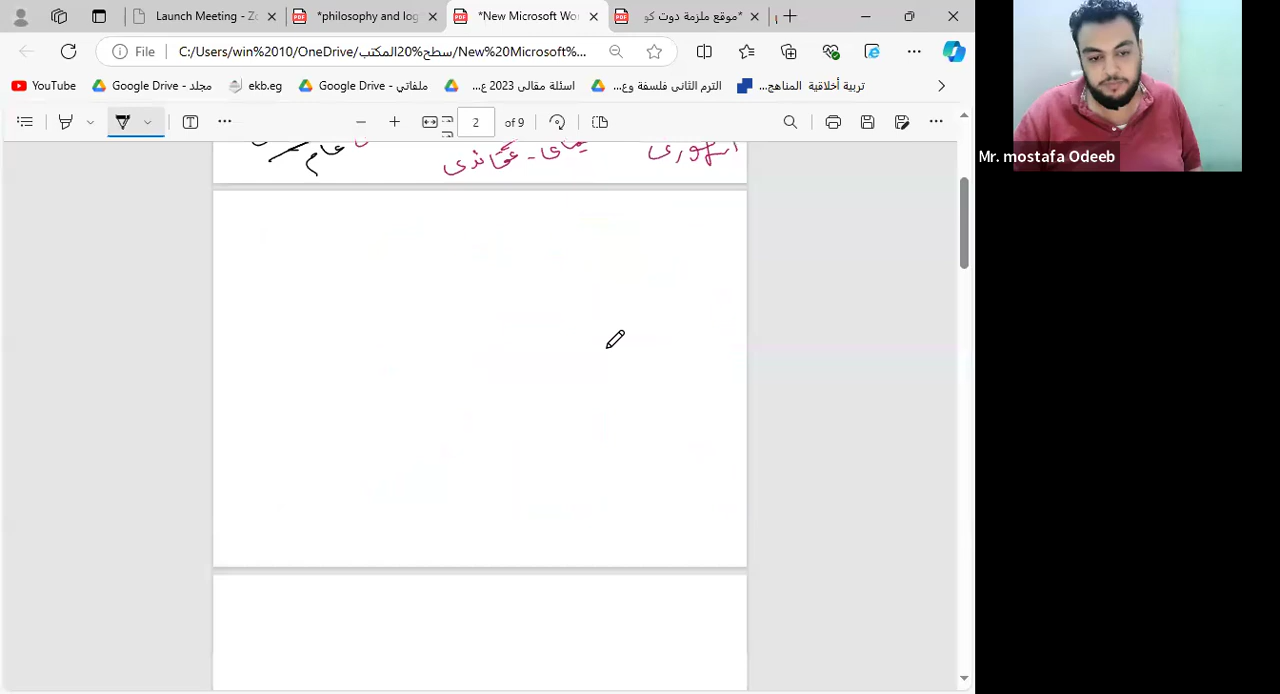 Launch Meeting - Zo
*philosophy and log
*New Microsoft Wo
*موقع ملزمة دوت كو
File
C:/Users/win%2010/OneDrive/سطح%20المكتب/New%20Microsoft%...
YouTube
Google Drive - مجلد
ekb.eg
Google Drive - ملفاتي
اسئلة مقالى 2023 ع...
الترم الثانى فلسفة وع...
تربية أخلاقية المناهج...
2 of 9
عام
Mr. mostafa Odeeb